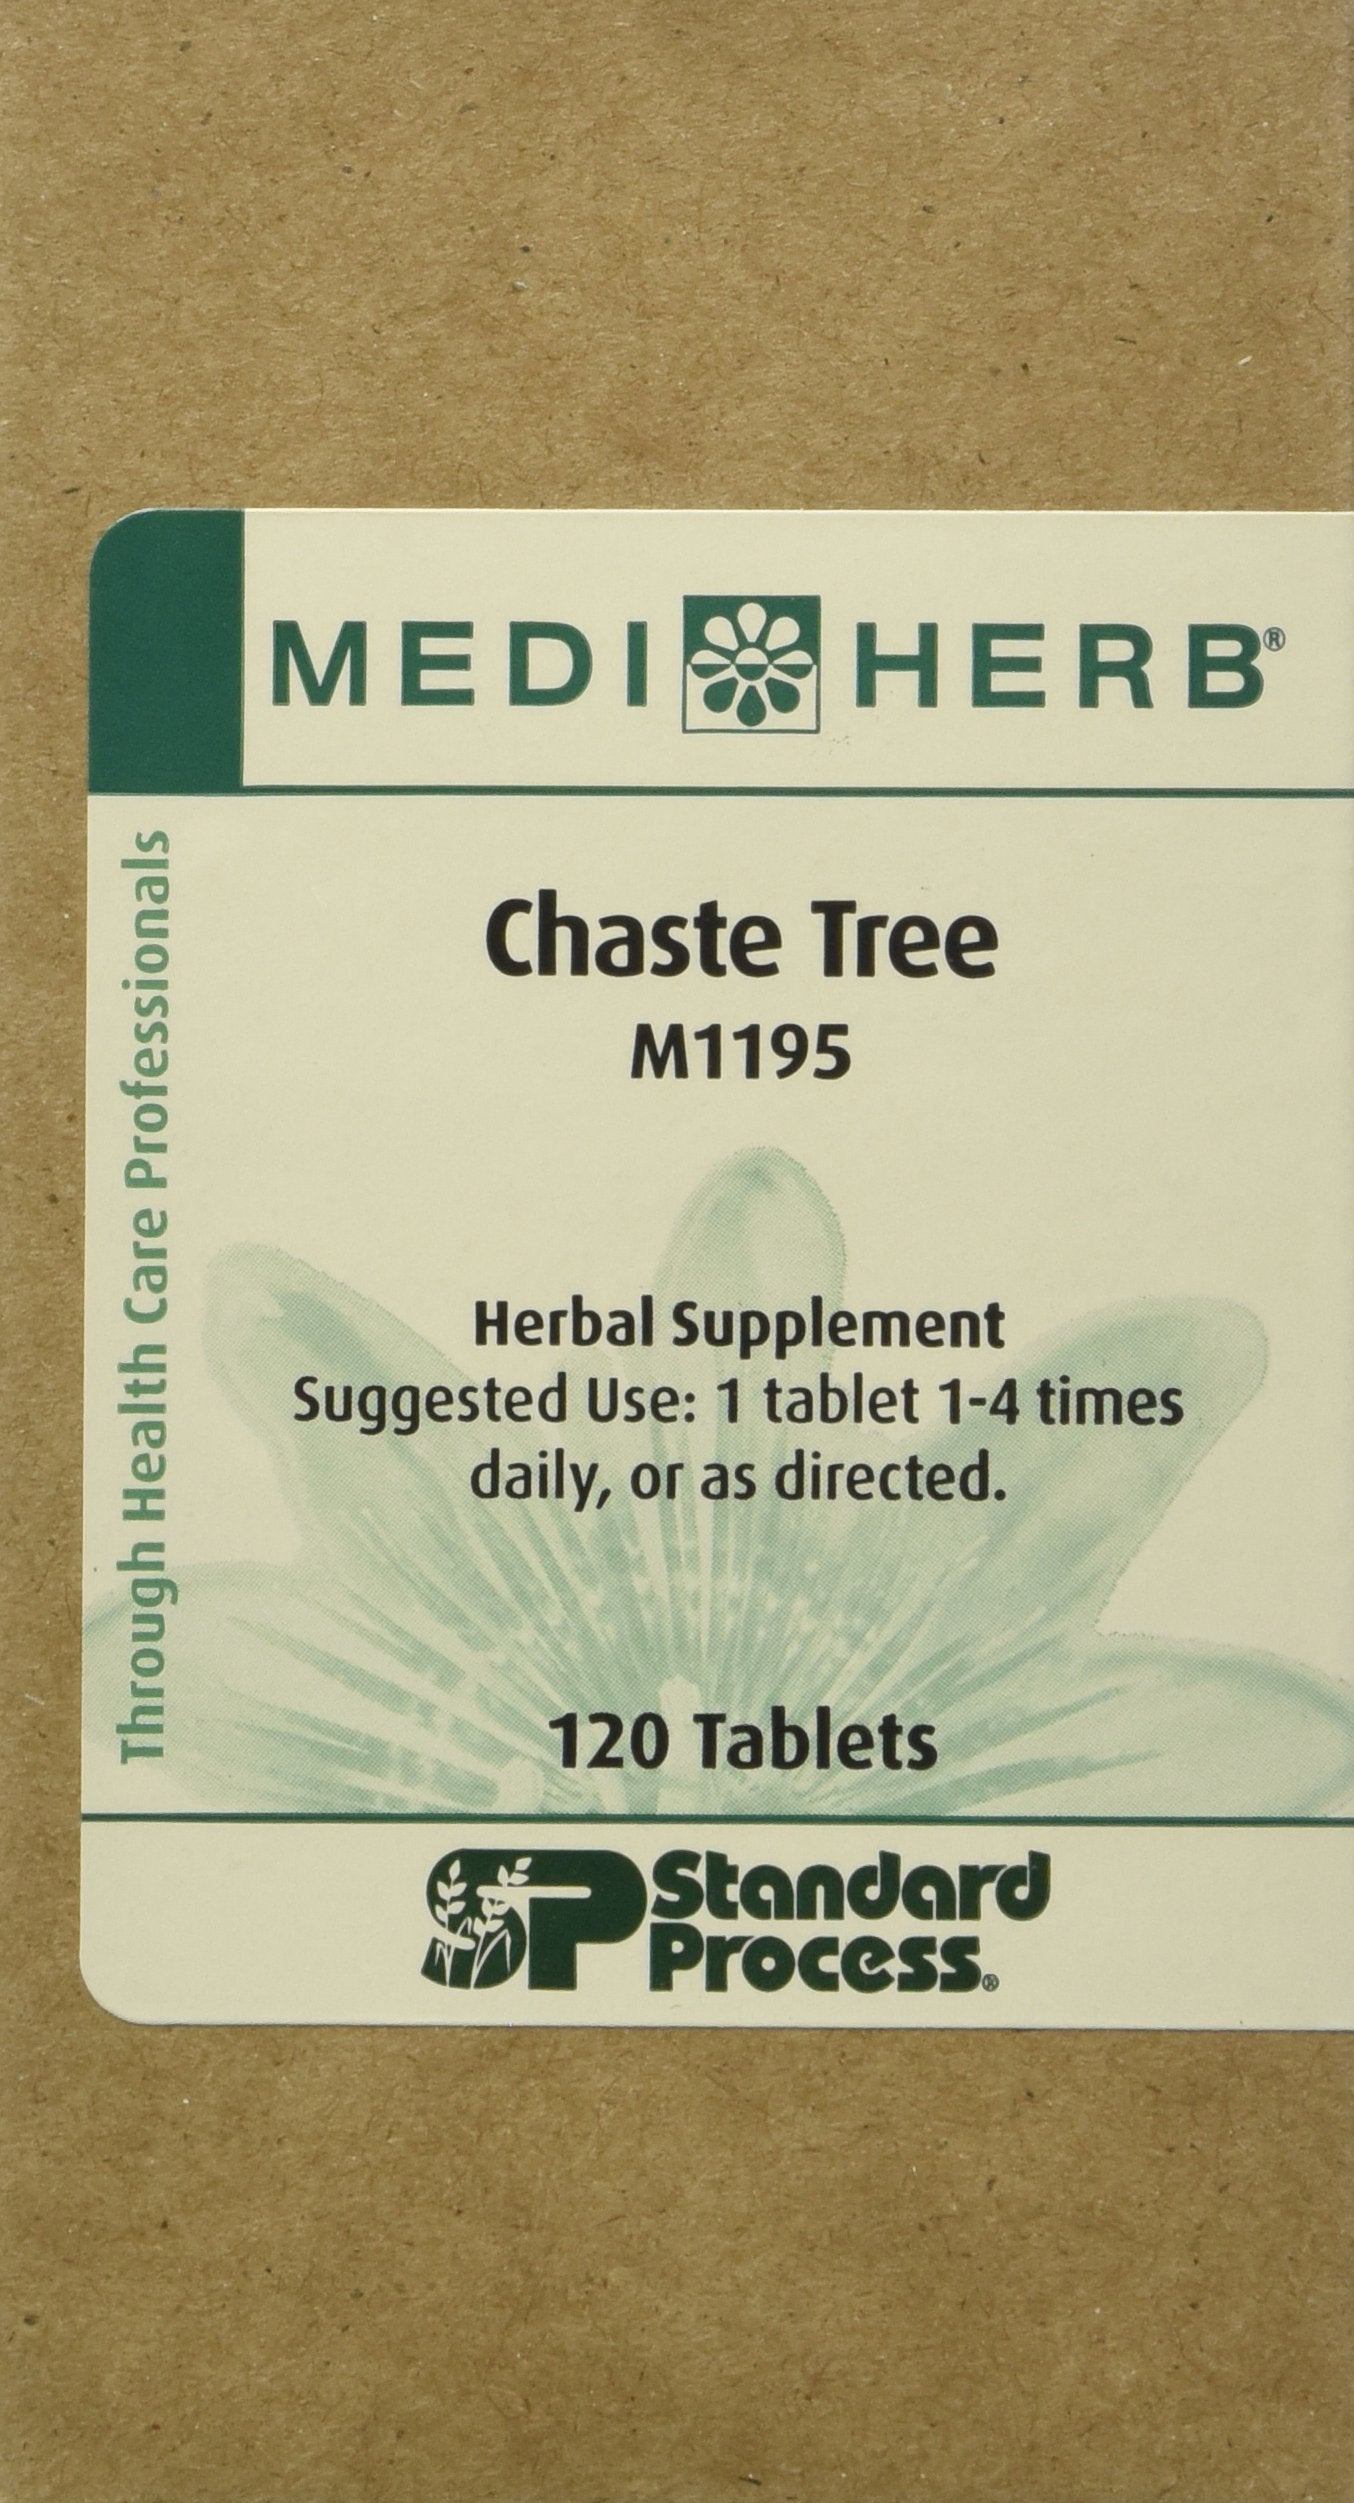 MEDI HERB®
Through Health Care Professionals
Chaste Tree
M1195
Herbal Supplement
Suggested Use: 1 tablet 1-4 times
daily, or as directed.
120 Tablets
SP Standard
Process®